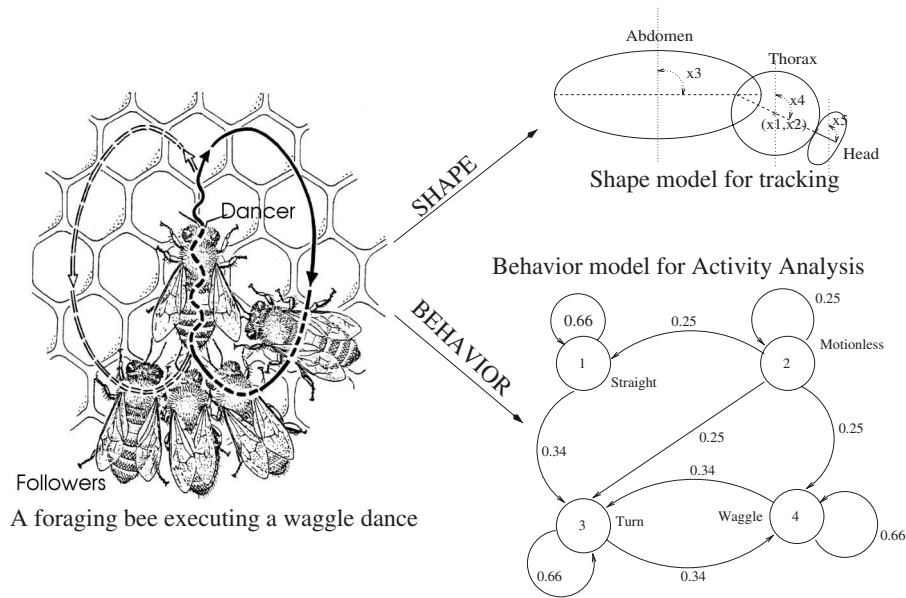 Dancer
Followers
A foraging bee executing a waggle dance
SHAPE
BEHAVIOR
Abdomen
Thorax
x3
x4
(x1,x2)
x5
Head
Shape model for tracking
Behavior model for Activity Analysis
0.66
0.25
0.25
1
2
Motionless
Straight
0.34
0.25
0.25
0.34
3
Turn
Waggle
4
0.66
0.34
0.66